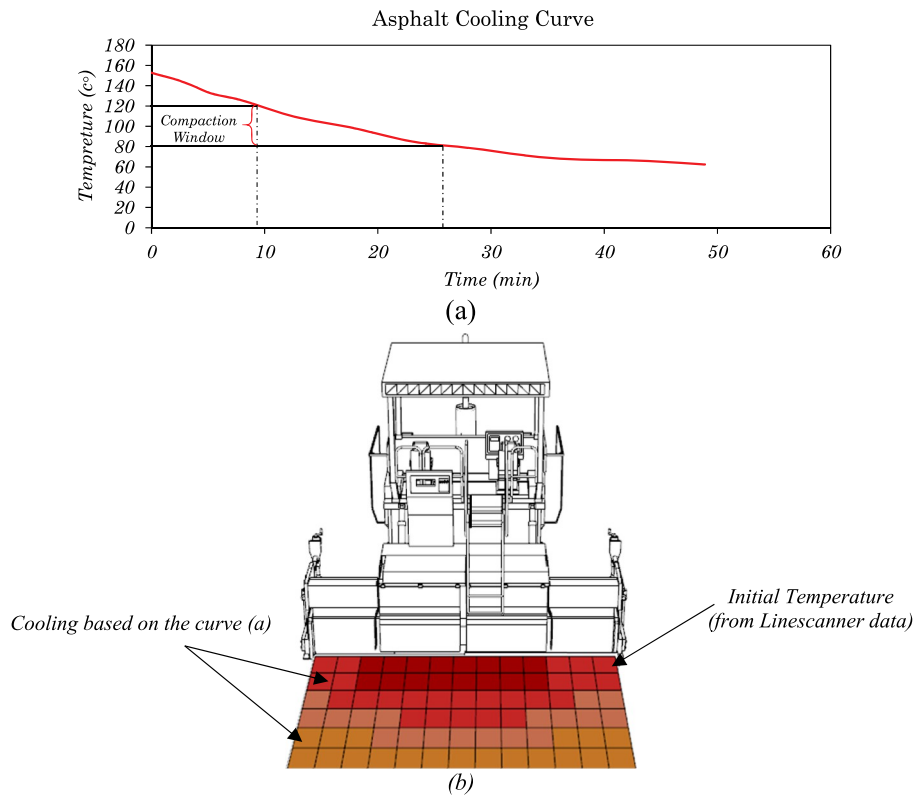 Asphalt Cooling Curve
180
160
140
120
100
80
60
40
20
0
Tempreture (c°)
Compaction
Window
0 10 20 30 40 50 60
Time (min)
(a)
Initial Temperature
(from Linescanner data)
Cooling based on the curve (a)
(b)